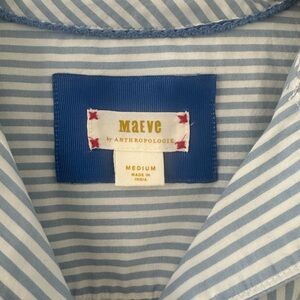 Maeve
by ANTHROPOLOGIE
MEDIUM
MADE IN
INDIA